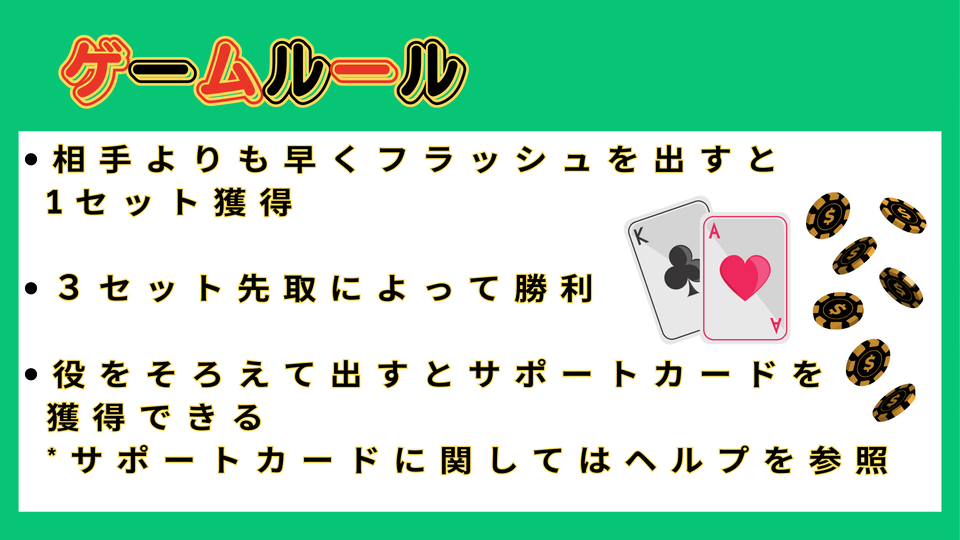 ゲームルール
• 相手よりも早くフラッシュを出すと
1セット獲得
• 3セット先取によって勝利
• 役をそろえて出すとサポートカードを
獲得できる
*サポートカードに関してはヘルプを参照
K
A
A
$
$
$
$
$
$
$